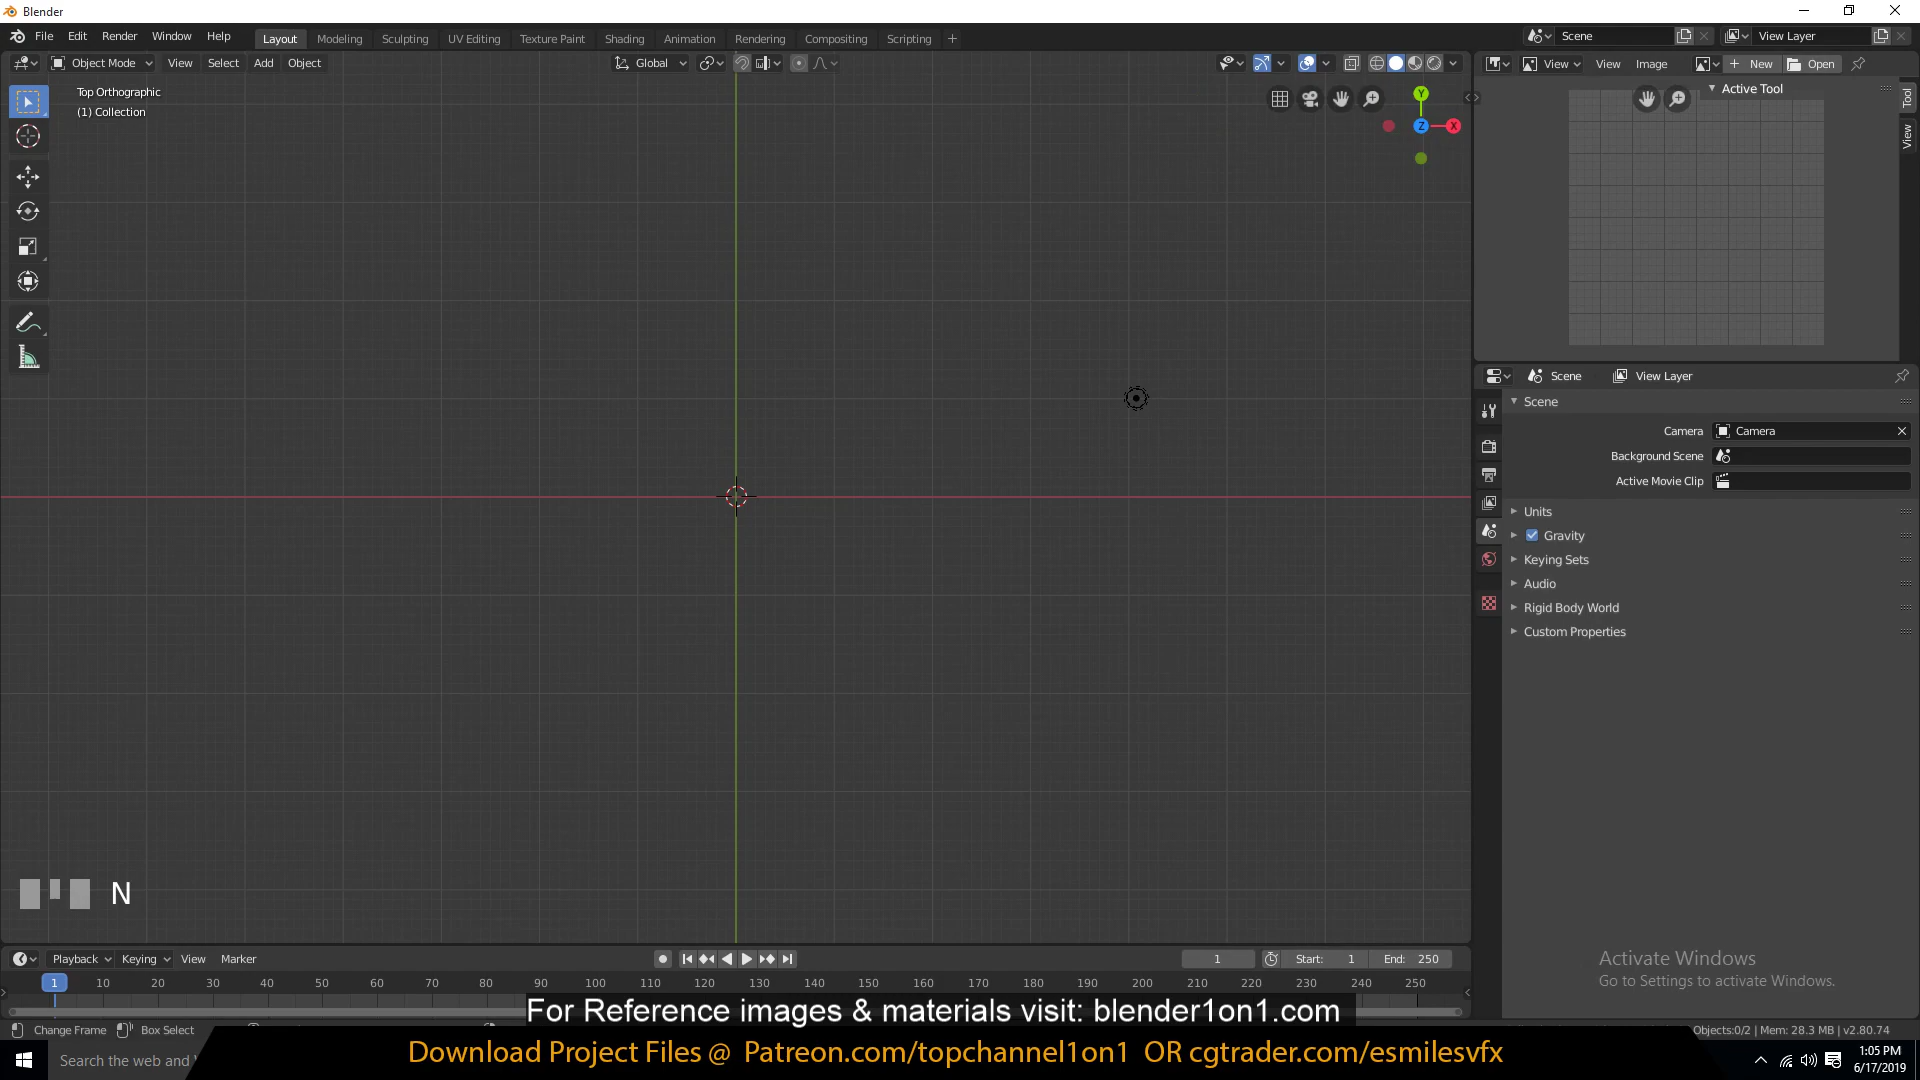 Blender
File Edit Render Window Help Layout Modeling Sculpting UV Editing Texture Paint Shading Animation Rendering Compositing Scripting + Scene View Layer
Object Mode View Select Add Object Global View View Image + New Open
Top Orthographic
(1) Collection
Active Tool
Tool
View
Y
Z
X
Scene View Layer
Scene
Camera Camera
Background Scene
Active Movie Clip
Units
Gravity
Keying Sets
Audio
Rigid Body World
Custom Properties
N
Activate Windows
Go to Settings to activate Windows.
Playback Keying View Marker 1 Start: 1 End: 250
1 10 20 30 40 50 60 70 80 90 100 110 120 130 140 150 160 170 180 190 200 210 220 230 240 250
For Reference images & materials visit: blender1on1.com
Change Frame Box Select Objects:0/2 | Mem: 28.3 MB | v2.80.74
Search the web and
Download Project Files @ Patreon.com/topchannel1on1 OR cgtrader.com/esmilesvfx
1:05 PM
6/17/2019